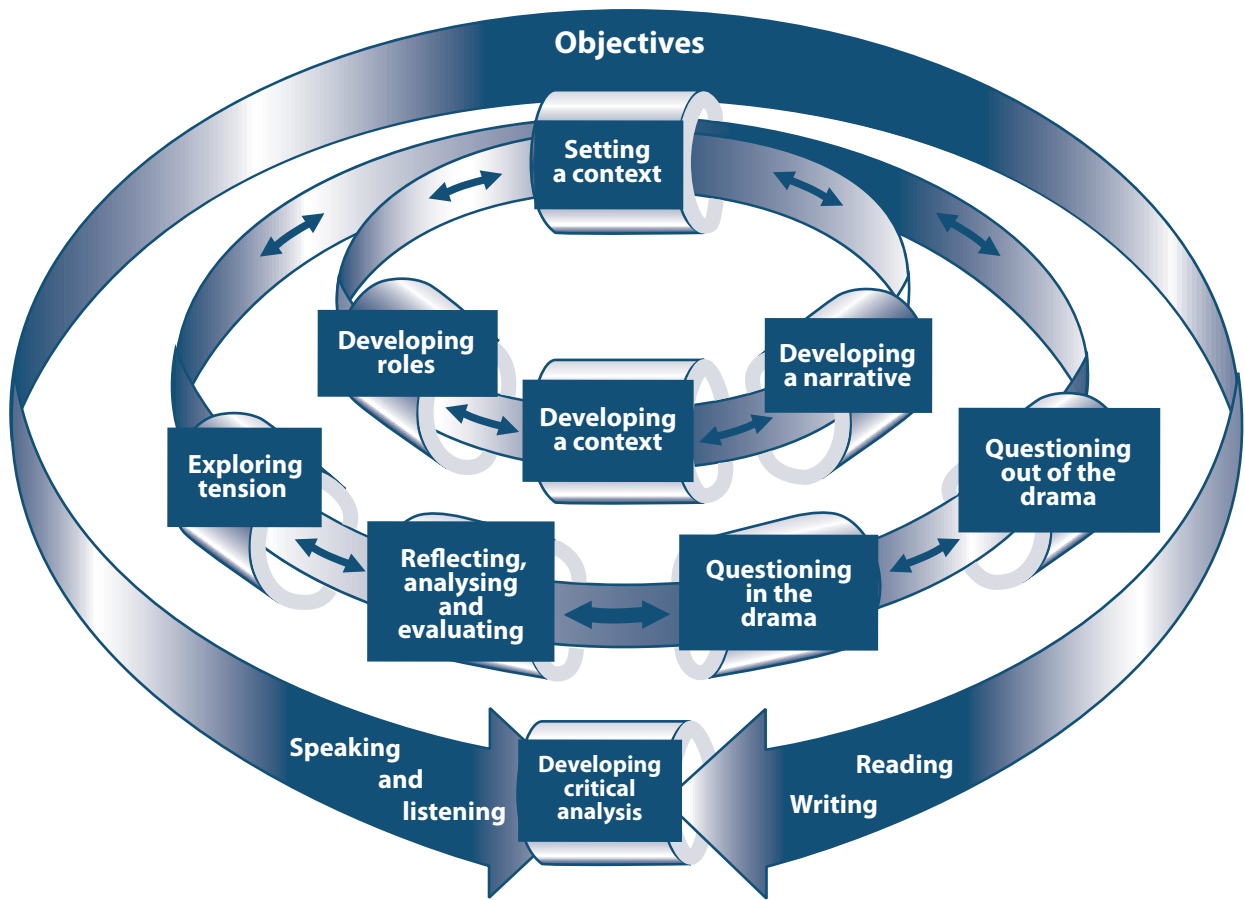 Objectives
Setting
a context
Developing
roles
Developing
a narrative
Developing
a context
Exploring
tension
Questioning
out of the
drama
Reflecting,
analysing
and
evaluating
Questioning
in the
drama
Speaking
and
listening
Developing
critical
analysis
Reading
Writing